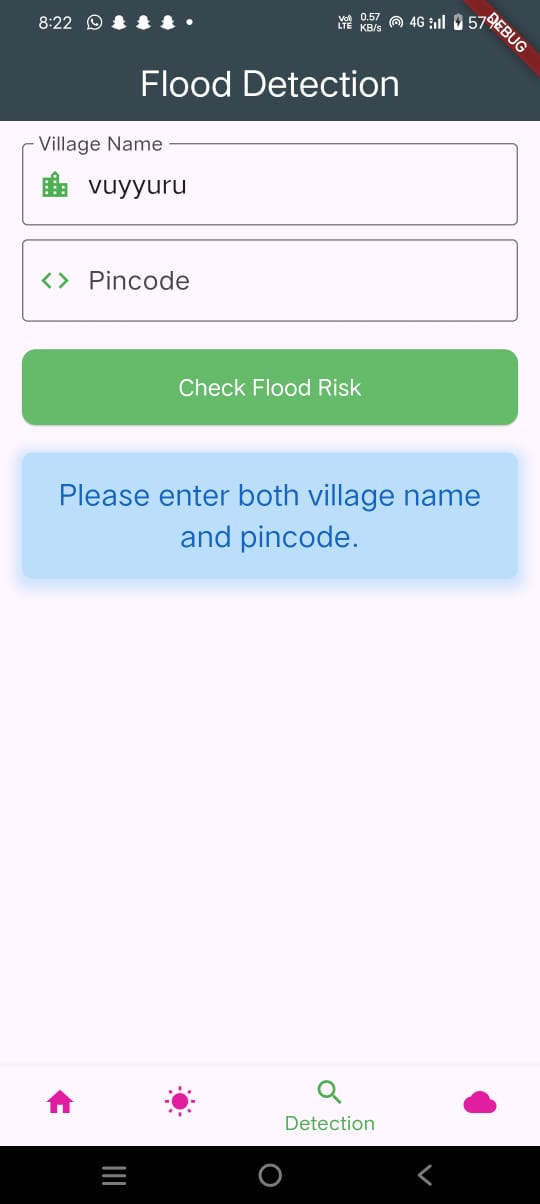 8:22 Vo) LTE 0.57 KB/s 4G 57%
DEBUG
Flood Detection
Village Name
vuyyuru
Pincode
Check Flood Risk
Please enter both village name
and pincode.
Detection